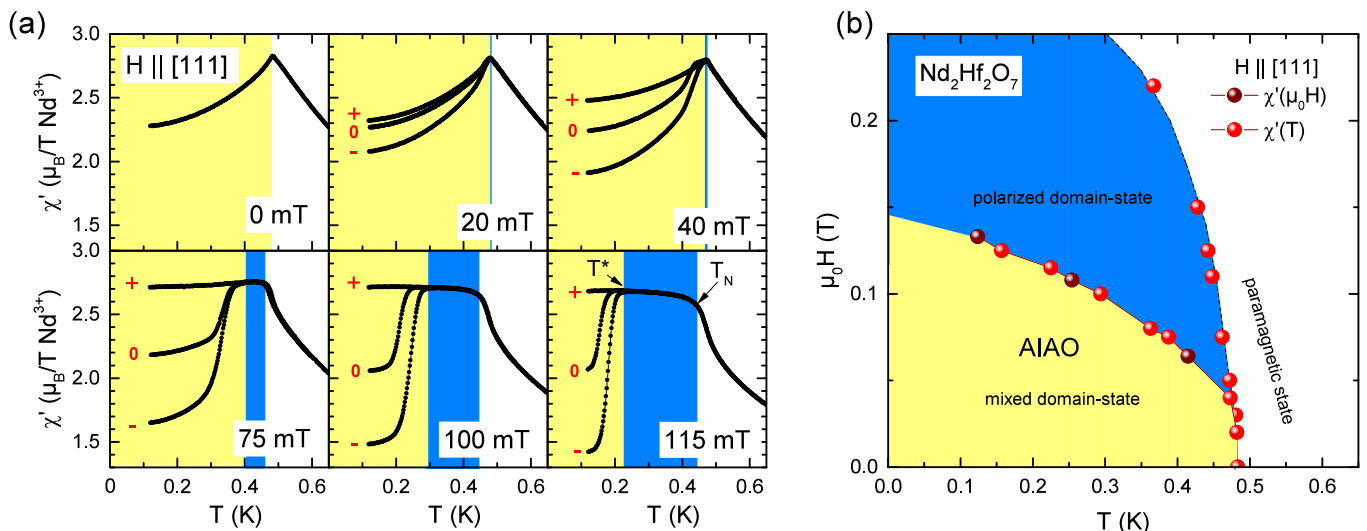 (a)
χ' (μB/T Nd3+)
3.0
2.5
2.0
1.5
H || [111]
0 mT
+
0
-
20 mT
+
0
-
40 mT
χ' (μB/T Nd3+)
3.0
2.5
2.0
1.5
+
0
-
75 mT
+
0
-
100 mT
T*
TN
+
0
-
115 mT
0 0.2 0.4 0.6
0.2 0.4 0.6
0.2 0.4 0.6
T (K)
T (K)
T (K)
(b)
μ0H (T)
0.2
0.1
0.0
Nd2Hf2O7
H || [111]
χ'(μ0H)
χ'(T)
polarized domain-state
paramagnetic state
AIAO
mixed domain-state
0.0 0.1 0.2 0.3 0.4 0.5 0.6
T (K)